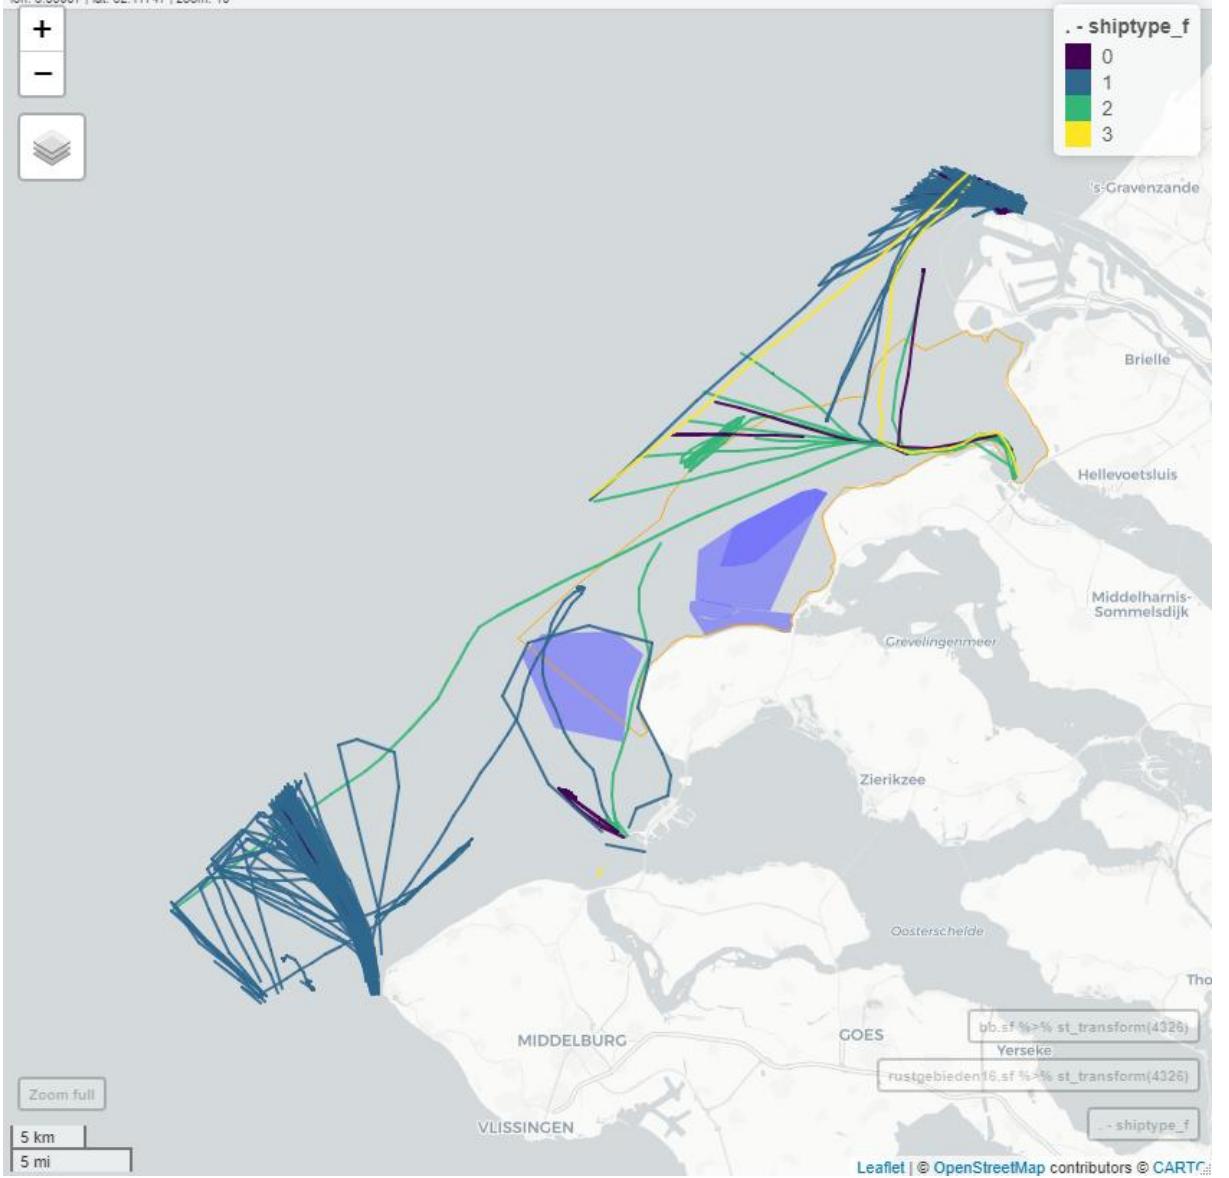 +
−
. - shiptype_f
0
1
2
3
's-Gravenzande
Brielle
Hellevoetsluis
Middelharnis-
Sommelsdijk
Grevelingenmeer
Zierikzee
Oosterschelde
Tho
MIDDELBURG
GOES
bb.sf %>% st_transform(4326)
Yerseke
rustgebieden16.sf %>% st_transform(4326)
Zoom full
VLISSINGEN
. - shiptype_f
5 km
5 mi
Leaflet | © OpenStreetMap contributors © CARTO